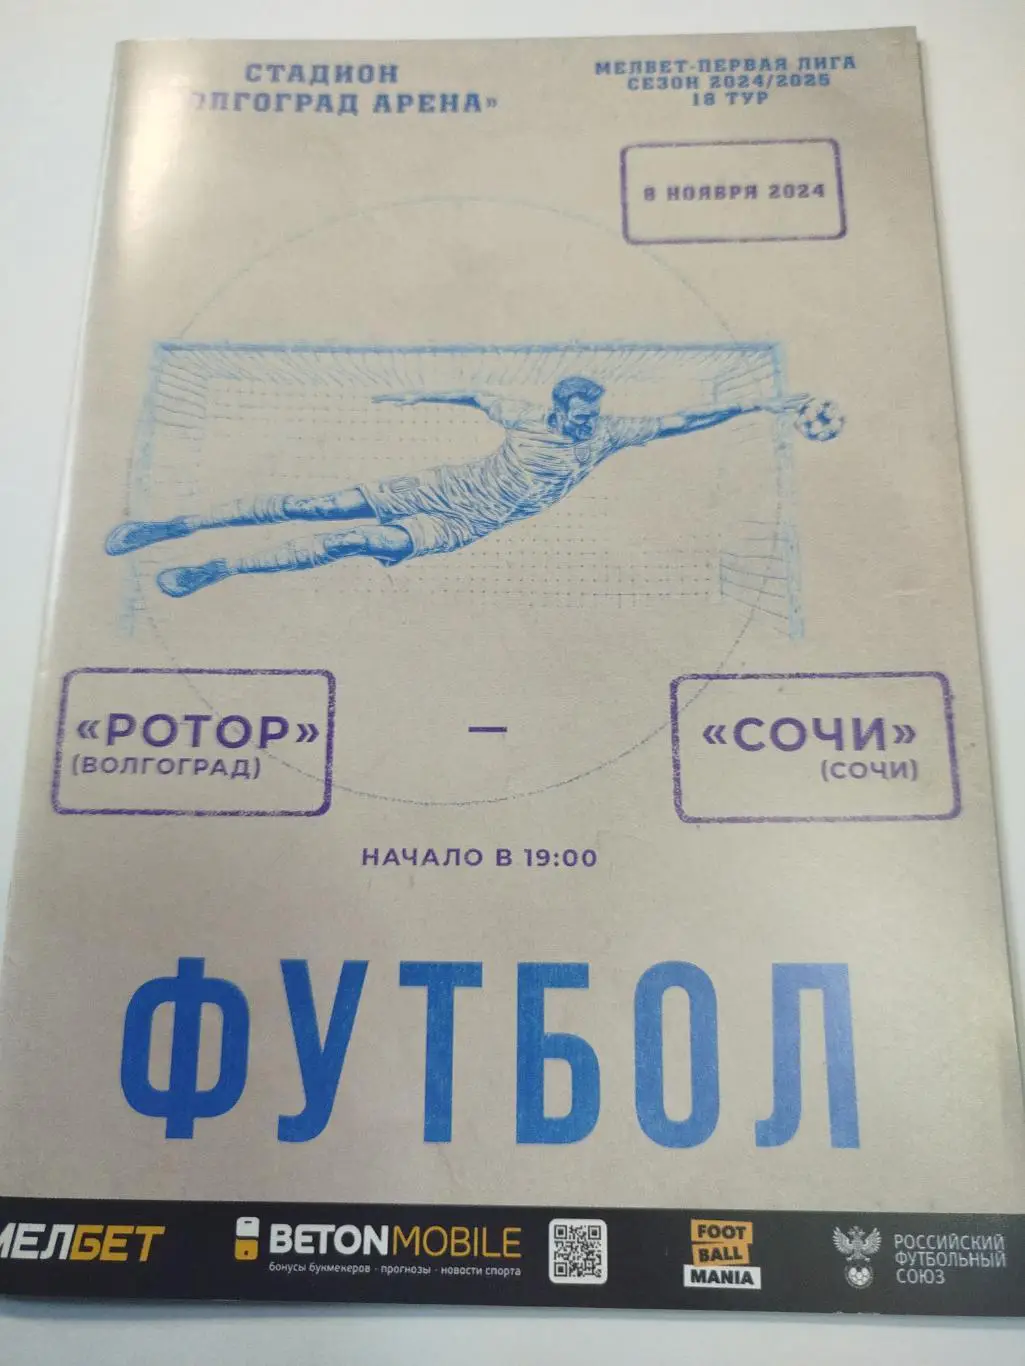 СТАДИОН
ОЛГОГРАД АРЕНА»
МЕЛБЕТ-ПЕРВАЯ ЛИГА
СЕЗОН 2024/2025
18 ТУР
8 НОЯБРЯ 2024
«РОТОР»
(ВОЛГОГРАД)
—
«СОЧИ»
(СОЧИ)
НАЧАЛО В 19:00
ФУТБОЛ
МЕЛБЕТ
BETONMOBILE
бонусы букмекеров · прогнозы · новости спорта
FOOT
BALL
MANIA
РОССИЙСКИЙ
ФУТБОЛЬНЫЙ
СОЮЗ